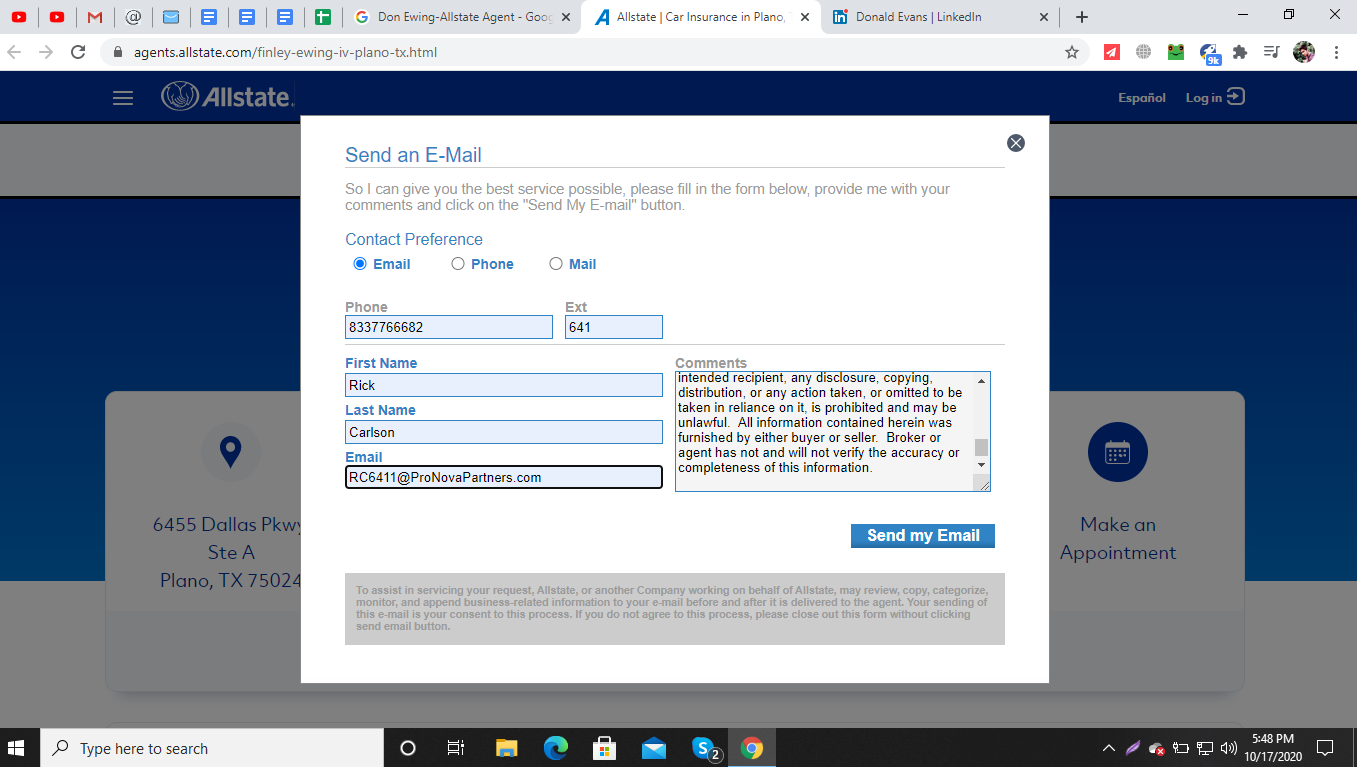 Don Ewing-Allstate Agent - Goog
Allstate | Car Insurance in Plano,
Donald Evans | LinkedIn
agents.allstate.com/finley-ewing-iv-plano-tx.html
9k
Allstate.
Español
Log in
Send an E-Mail
So I can give you the best service possible, please fill in the form below, provide me with your
comments and click on the "Send My E-mail" button.
Contact Preference
Email
Phone
Mail
Phone
Ext
8337766682
641
First Name
Rick
Last Name
Carlson
Email
RC6411@ProNovaPartners.com
Comments
intended recipient, any disclosure, copying,
distribution, or any action taken, or omitted to be
taken in reliance on it, is prohibited and may be
unlawful.  All information contained herein was
furnished by either buyer or seller.  Broker or
agent has not and will not verify the accuracy or
completeness of this information.
Send my Email
To assist in servicing your request, Allstate, or another Company working on behalf of Allstate, may review, copy, categorize,
monitor, and append business-related information to your e-mail before and after it is delivered to the agent. Your sending of
this e-mail is your consent to this process. If you do not agree to this process, please close out this form without clicking
send email button.
6455 Dallas Pkwy
Ste A
Plano, TX 75024
Make an
Appointment
Type here to search
2
5:48 PM
10/17/2020